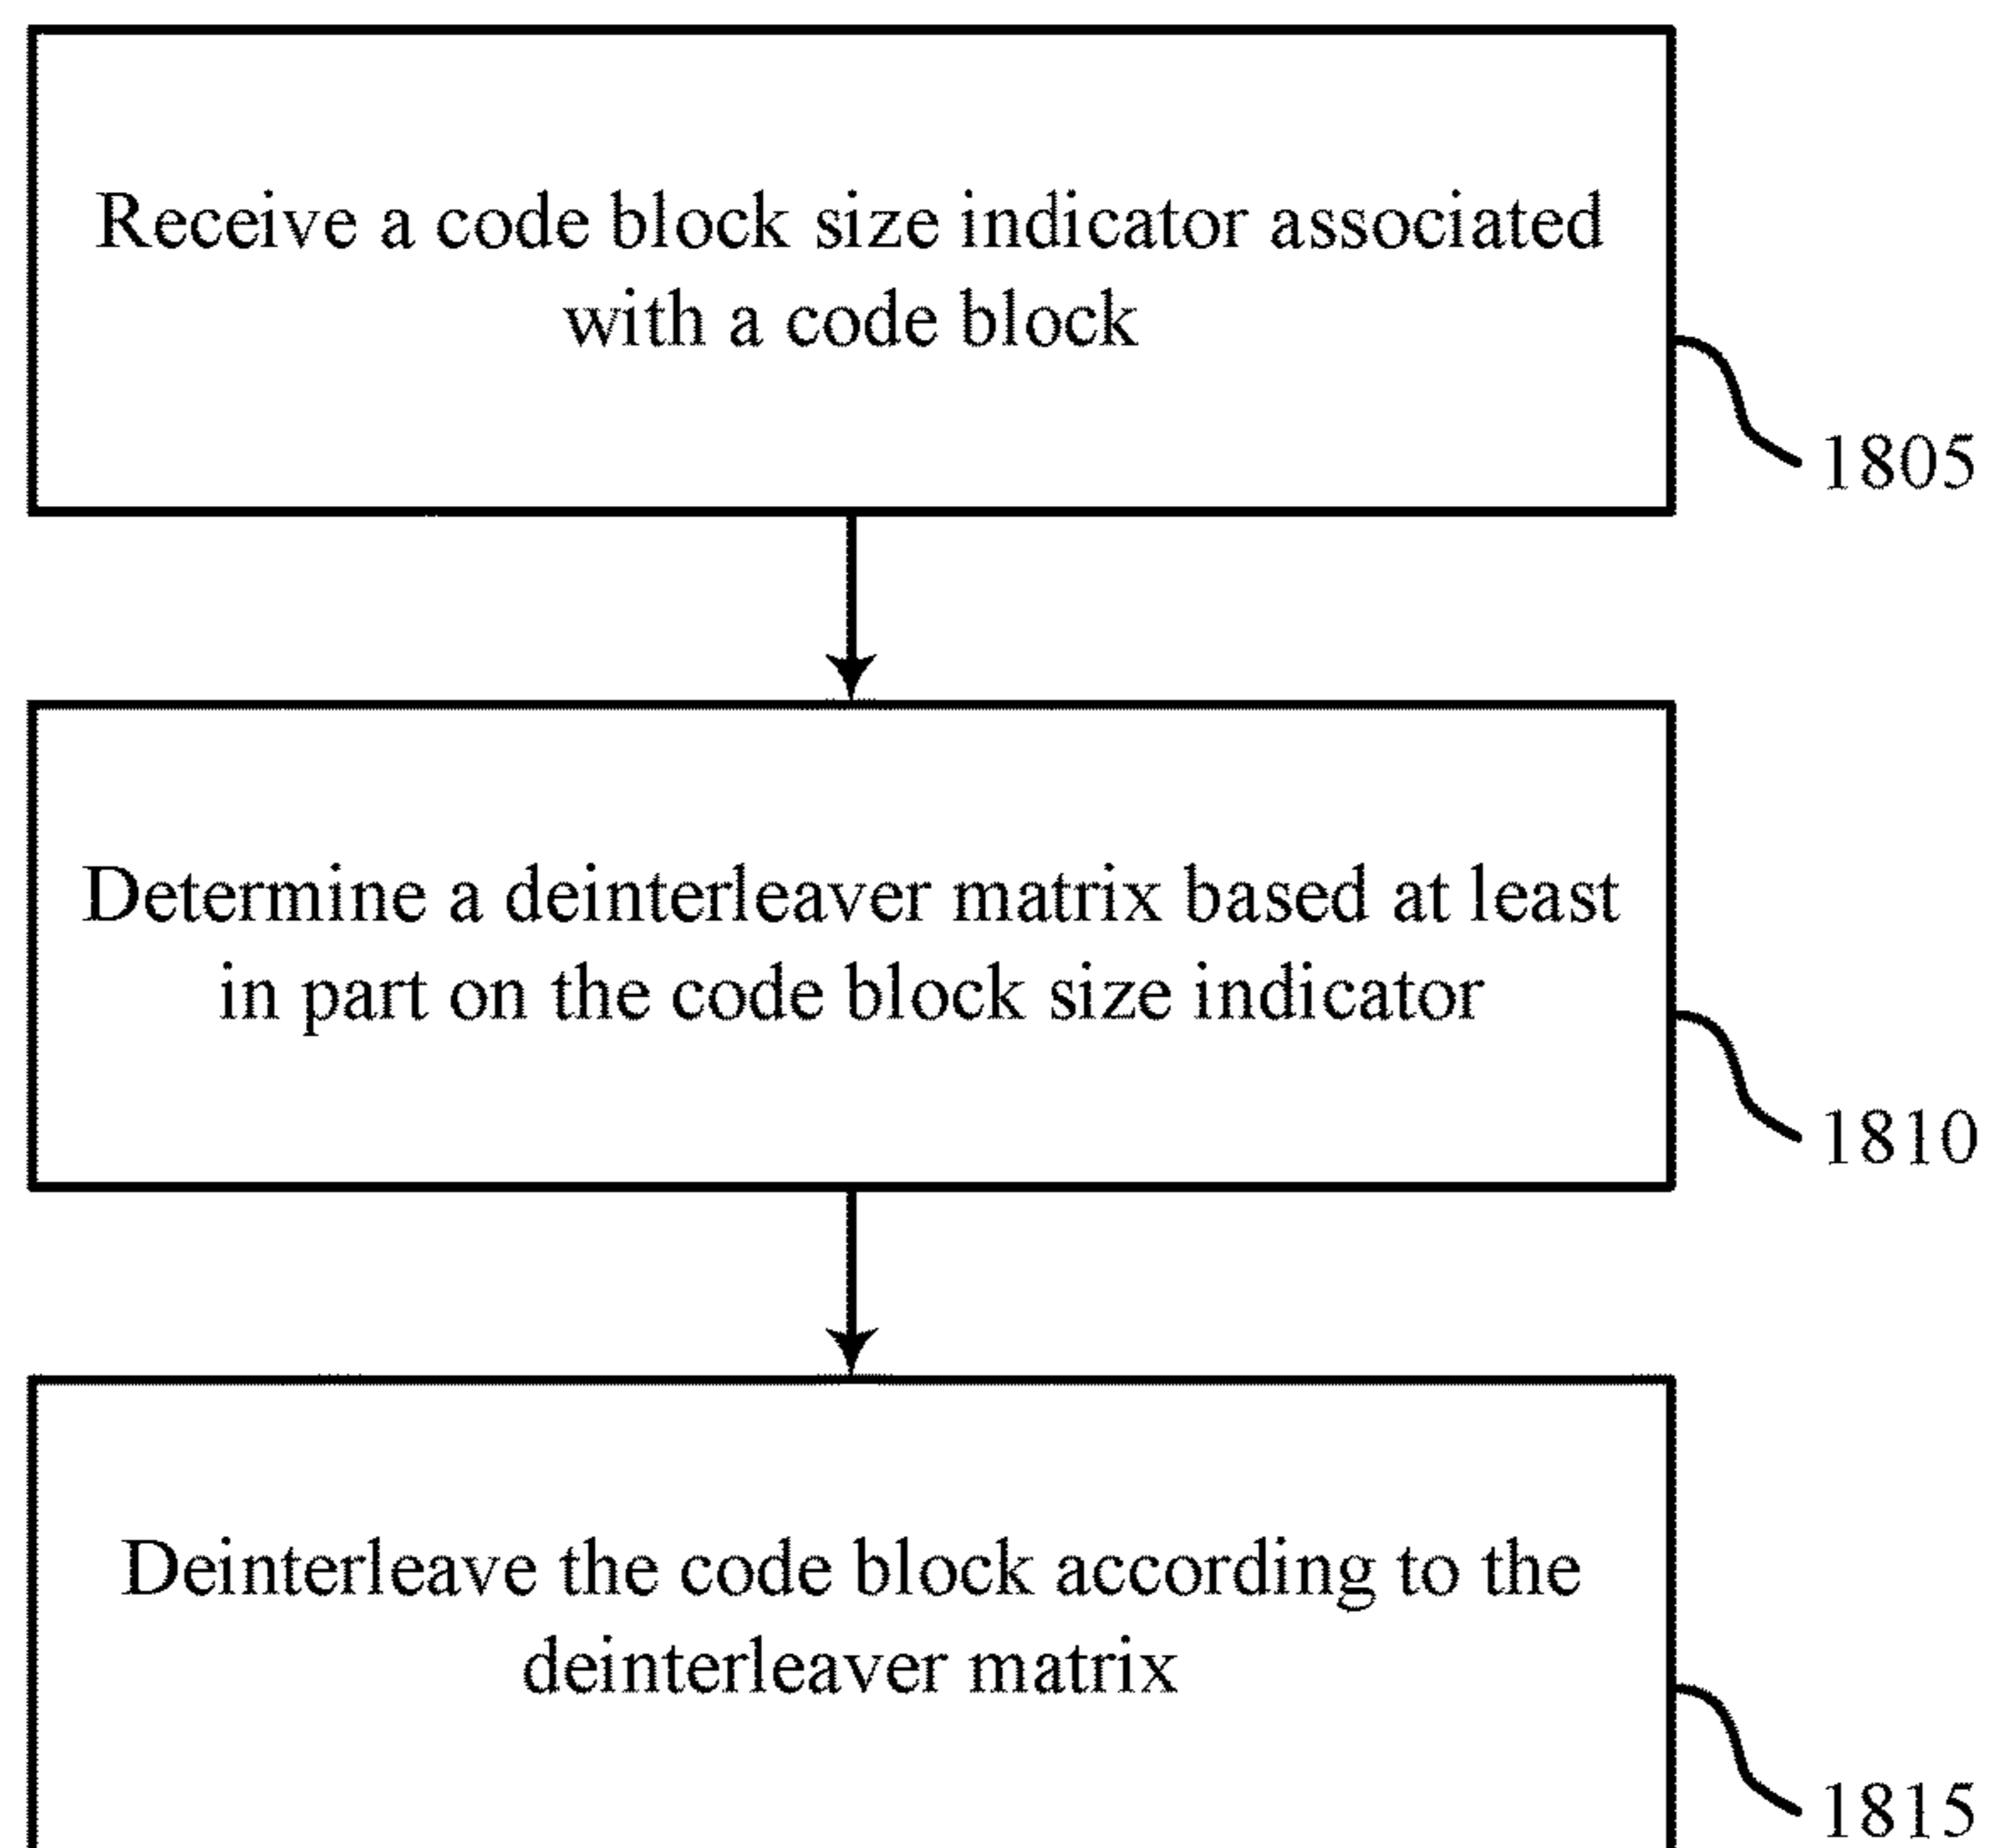 Receive a code block size indicator associated
with a code block
1805
Determine a deinterleaver matrix based at least
in part on the code block size indicator
1810
Deinterleave the code block according to the
deinterleaver matrix
1815